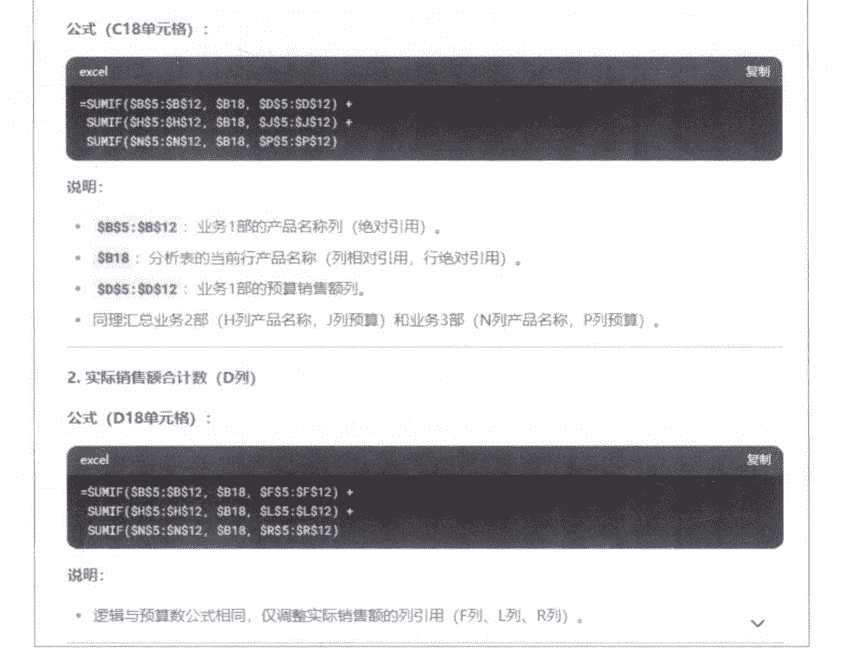 公式（C18单元格）：
excel 复制
=SUMIF($B$5:$B$12, $B18, $D$5:$D$12) +
SUMIF($H$5:$H$12, $B18, $J$5:$J$12) +
SUMIF($N$5:$N$12, $B18, $P$5:$P$12)
说明：
• $B$5:$B$12：业务1部的产品名称列（绝对引用）。
• $B18：分析表的当前行产品名称（列相对引用，行绝对引用）。
• $D$5:$D$12：业务1部的预算销售额列。
• 同理汇总业务2部（H列产品名称，J列预算）和业务3部（N列产品名称，P列预算）。
2. 实际销售额合计数（D列）
公式（D18单元格）：
excel 复制
=SUMIF($B$5:$B$12, $B18, $F$5:$F$12) +
SUMIF($H$5:$H$12, $B18, $L$5:$L$12) +
SUMIF($N$5:$N$12, $B18, $R$5:$R$12)
说明：
• 逻辑与预算数公式相同，仅调整实际销售额的列引用（F列、L列、R列）。